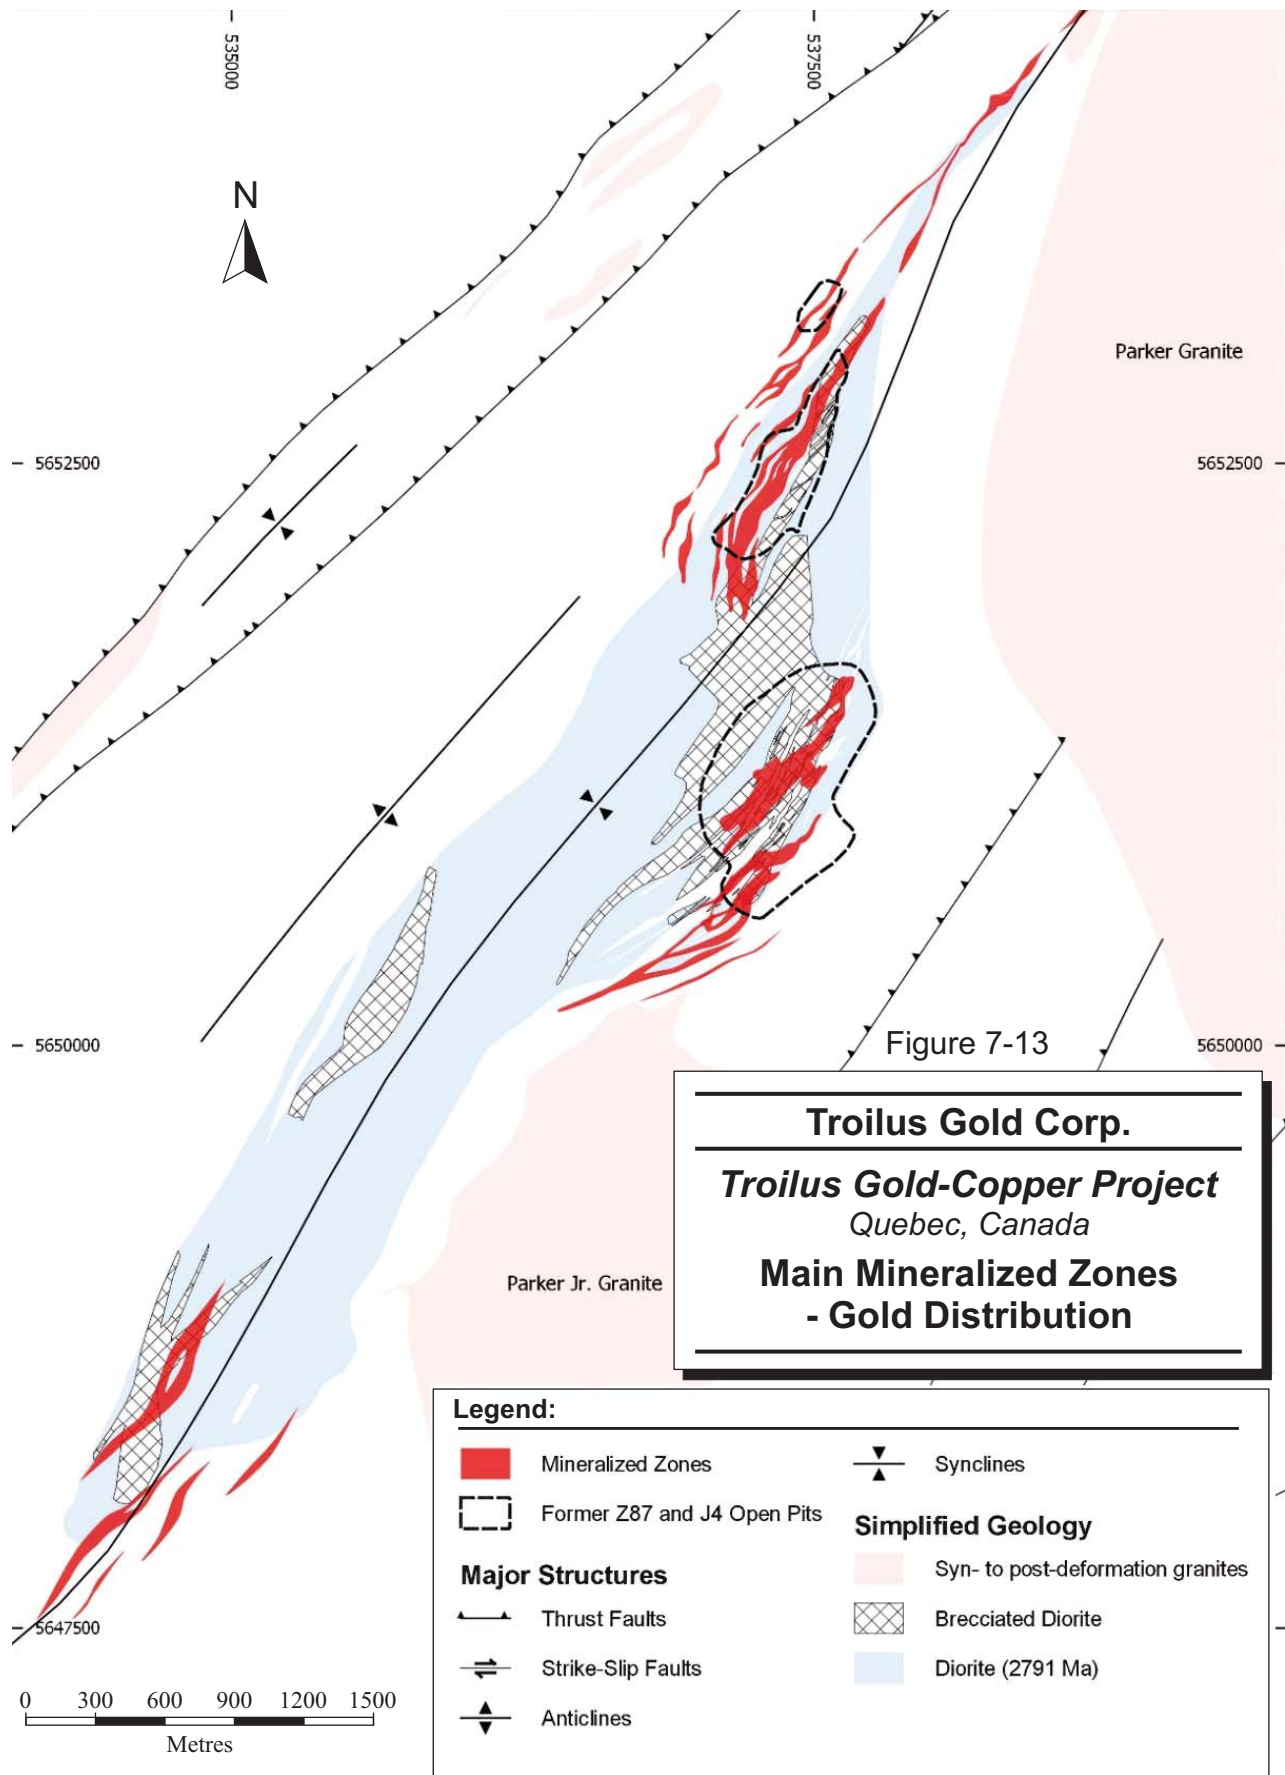 535000
537500
N
Parker Granite
5652500
5652500
5650000
5650000
Figure 7-13
Troilus Gold Corp.
Troilus Gold-Copper Project
Quebec, Canada
Main Mineralized Zones
- Gold Distribution
Parker Jr. Granite
Legend:
Mineralized Zones
Former Z87 and J4 Open Pits
Major Structures
Thrust Faults
Strike-Slip Faults
Anticlines
Synclines
Simplified Geology
Syn- to post-deformation granites
Brecciated Diorite
Diorite (2791 Ma)
5647500
0 300 600 900 1200 1500
Metres